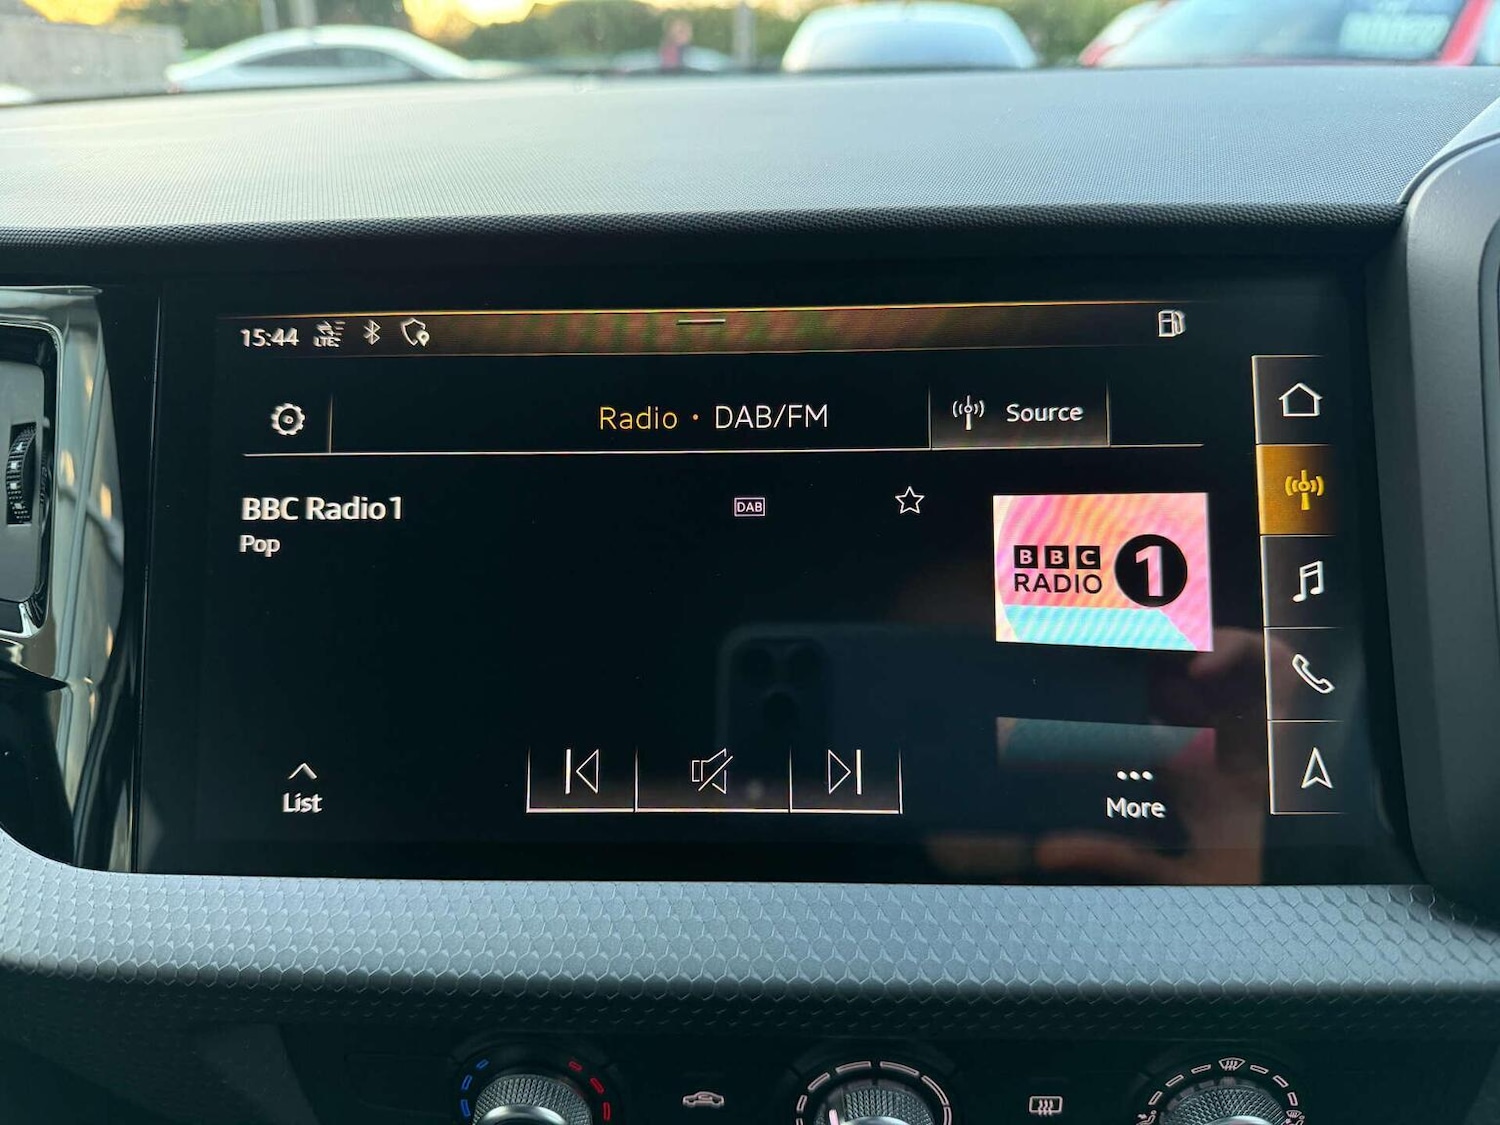 15:44 LTE
Radio • DAB/FM
Source
BBC Radio 1
DAB
Pop
BBC
RADIO 1
List
More